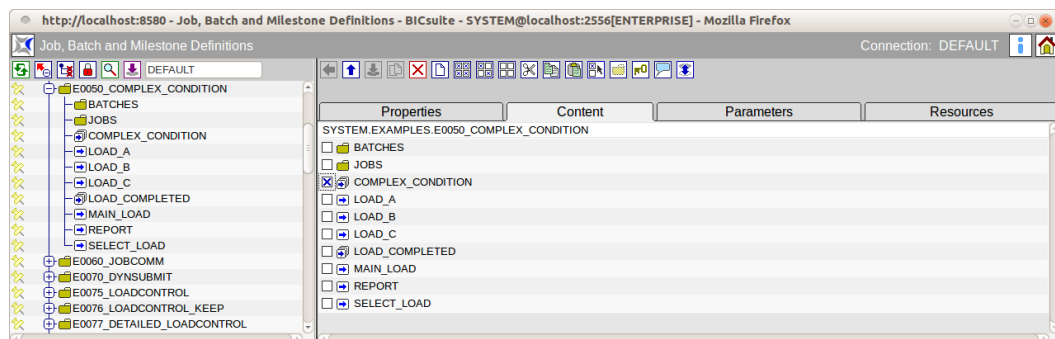 http://localhost:8580 - Job, Batch and Milestone Definitions - BICsuite - SYSTEM@localhost:2556[ENTERPRISE] - Mozilla Firefox
Job, Batch and Milestone Definitions
Connection: DEFAULT
DEFAULT
E0050_COMPLEX_CONDITION
BATCHES
JOBS
COMPLEX_CONDITION
LOAD_A
LOAD_B
LOAD_C
LOAD_COMPLETED
MAIN_LOAD
REPORT
SELECT_LOAD
E0060_JOBCOMM
E0070_DYNSUBMIT
E0075_LOADCONTROL
E0076_LOADCONTROL_KEEP
E0077_DETAILED_LOADCONTROL
Properties Content Parameters Resources
SYSTEM.EXAMPLES.E0050_COMPLEX_CONDITION
BATCHES
JOBS
COMPLEX_CONDITION
LOAD_A
LOAD_B
LOAD_C
LOAD_COMPLETED
MAIN_LOAD
REPORT
SELECT_LOAD